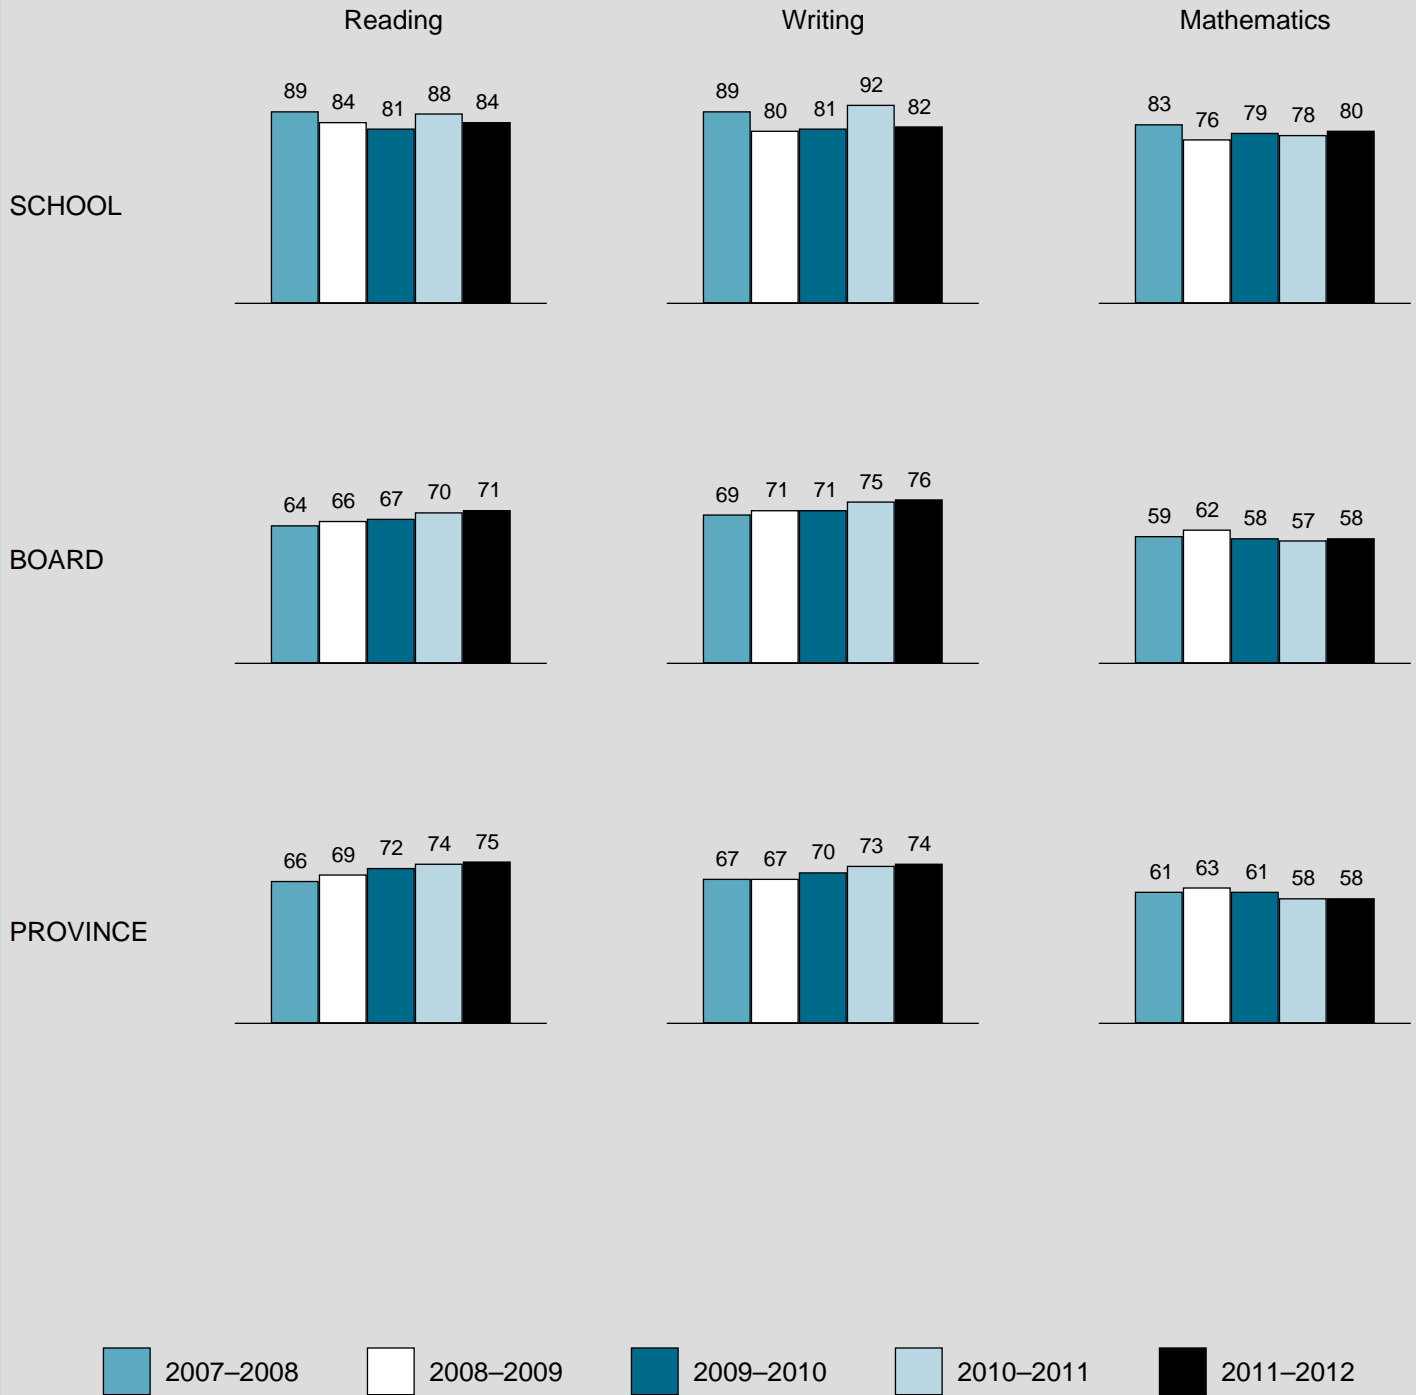 Reading Writing Mathematics
89 84 81 88 84
89 80 81 92 82
83 76 79 78 80
SCHOOL
64 66 67 70 71
69 71 71 75 76
59 62 58 57 58
BOARD
66 69 72 74 75
67 67 70 73 74
61 63 61 58 58
PROVINCE
2007–2008 2008–2009 2009–2010 2010–2011 2011–2012